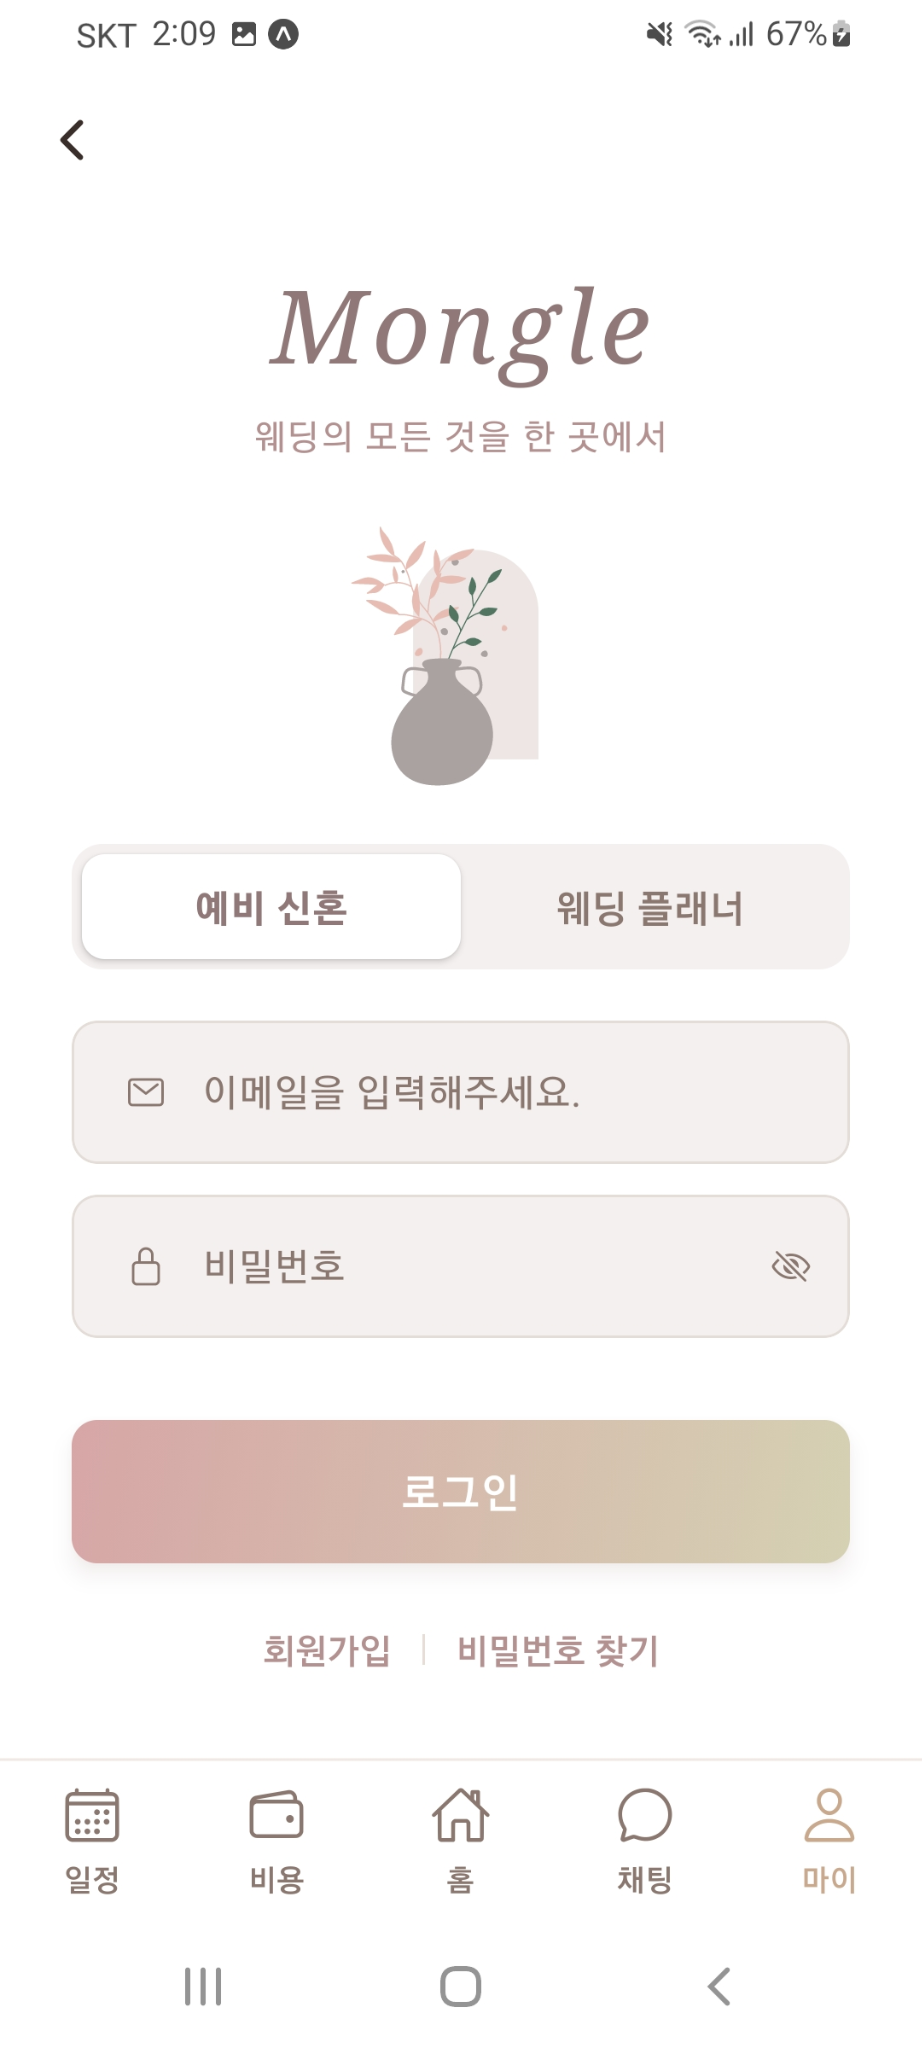 SKT 2:09 67%
Mongle
웨딩의 모든 것을 한 곳에서
예비 신혼 웨딩 플래너
이메일을 입력해주세요.
비밀번호
로그인
회원가입 | 비밀번호 찾기
일정 비용 홈 채팅 마이